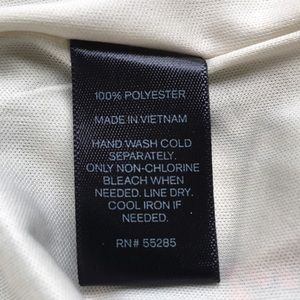 100% POLYESTER
MADE IN VIETNAM
HAND WASH COLD
SEPARATELY.
ONLY NON-CHLORINE
BLEACH WHEN
NEEDED. LINE DRY.
COOL IRON IF
NEEDED.
RN# 55285